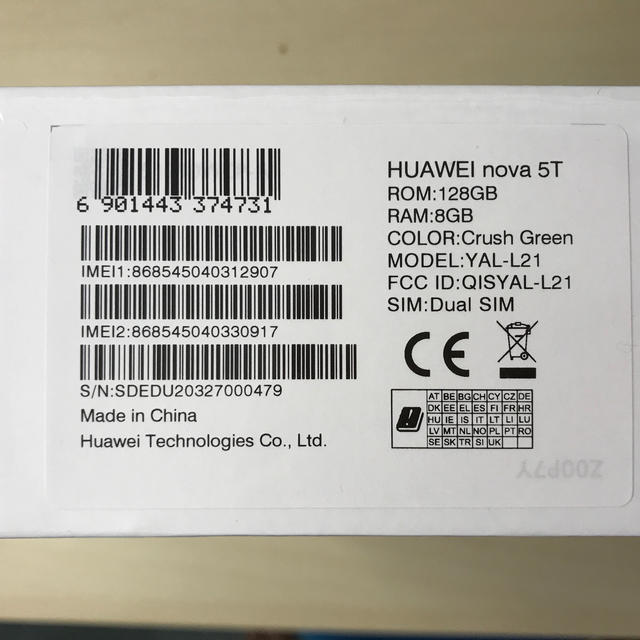 6 901443 374731
IMEI1:868545040312907
IMEI2:868545040330917
S/N:SDEDU20327000479
Made in China
Huawei Technologies Co., Ltd.
HUAWEI nova 5T
ROM:128GB
RAM:8GB
COLOR:Crush Green
MODEL:YAL-L21
FCC ID:QISYAL-L21
SIM:Dual SIM
CE
AT BE BG CH CY CZ DE
DK EE EL ES FI FR HR
HU IE IS IT LT LI LU
LV MT NL NO PL PT RO
SE SK TR SI UK
Z00P7Y